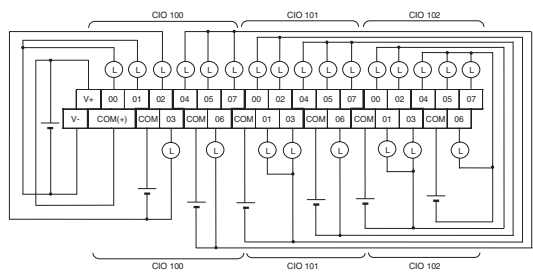 CIO 100 CIO 101 CIO 102
L L L L L L L L L L L L L L L L
V+ 00 01 02 04 05 07 00 02 04 05 07 00 02 04 05 07
V- COM(+) COM 03 COM 06 COM 01 03 COM 06 COM 01 03 COM 06
L L L L L L L L
CIO 100 CIO 101 CIO 102